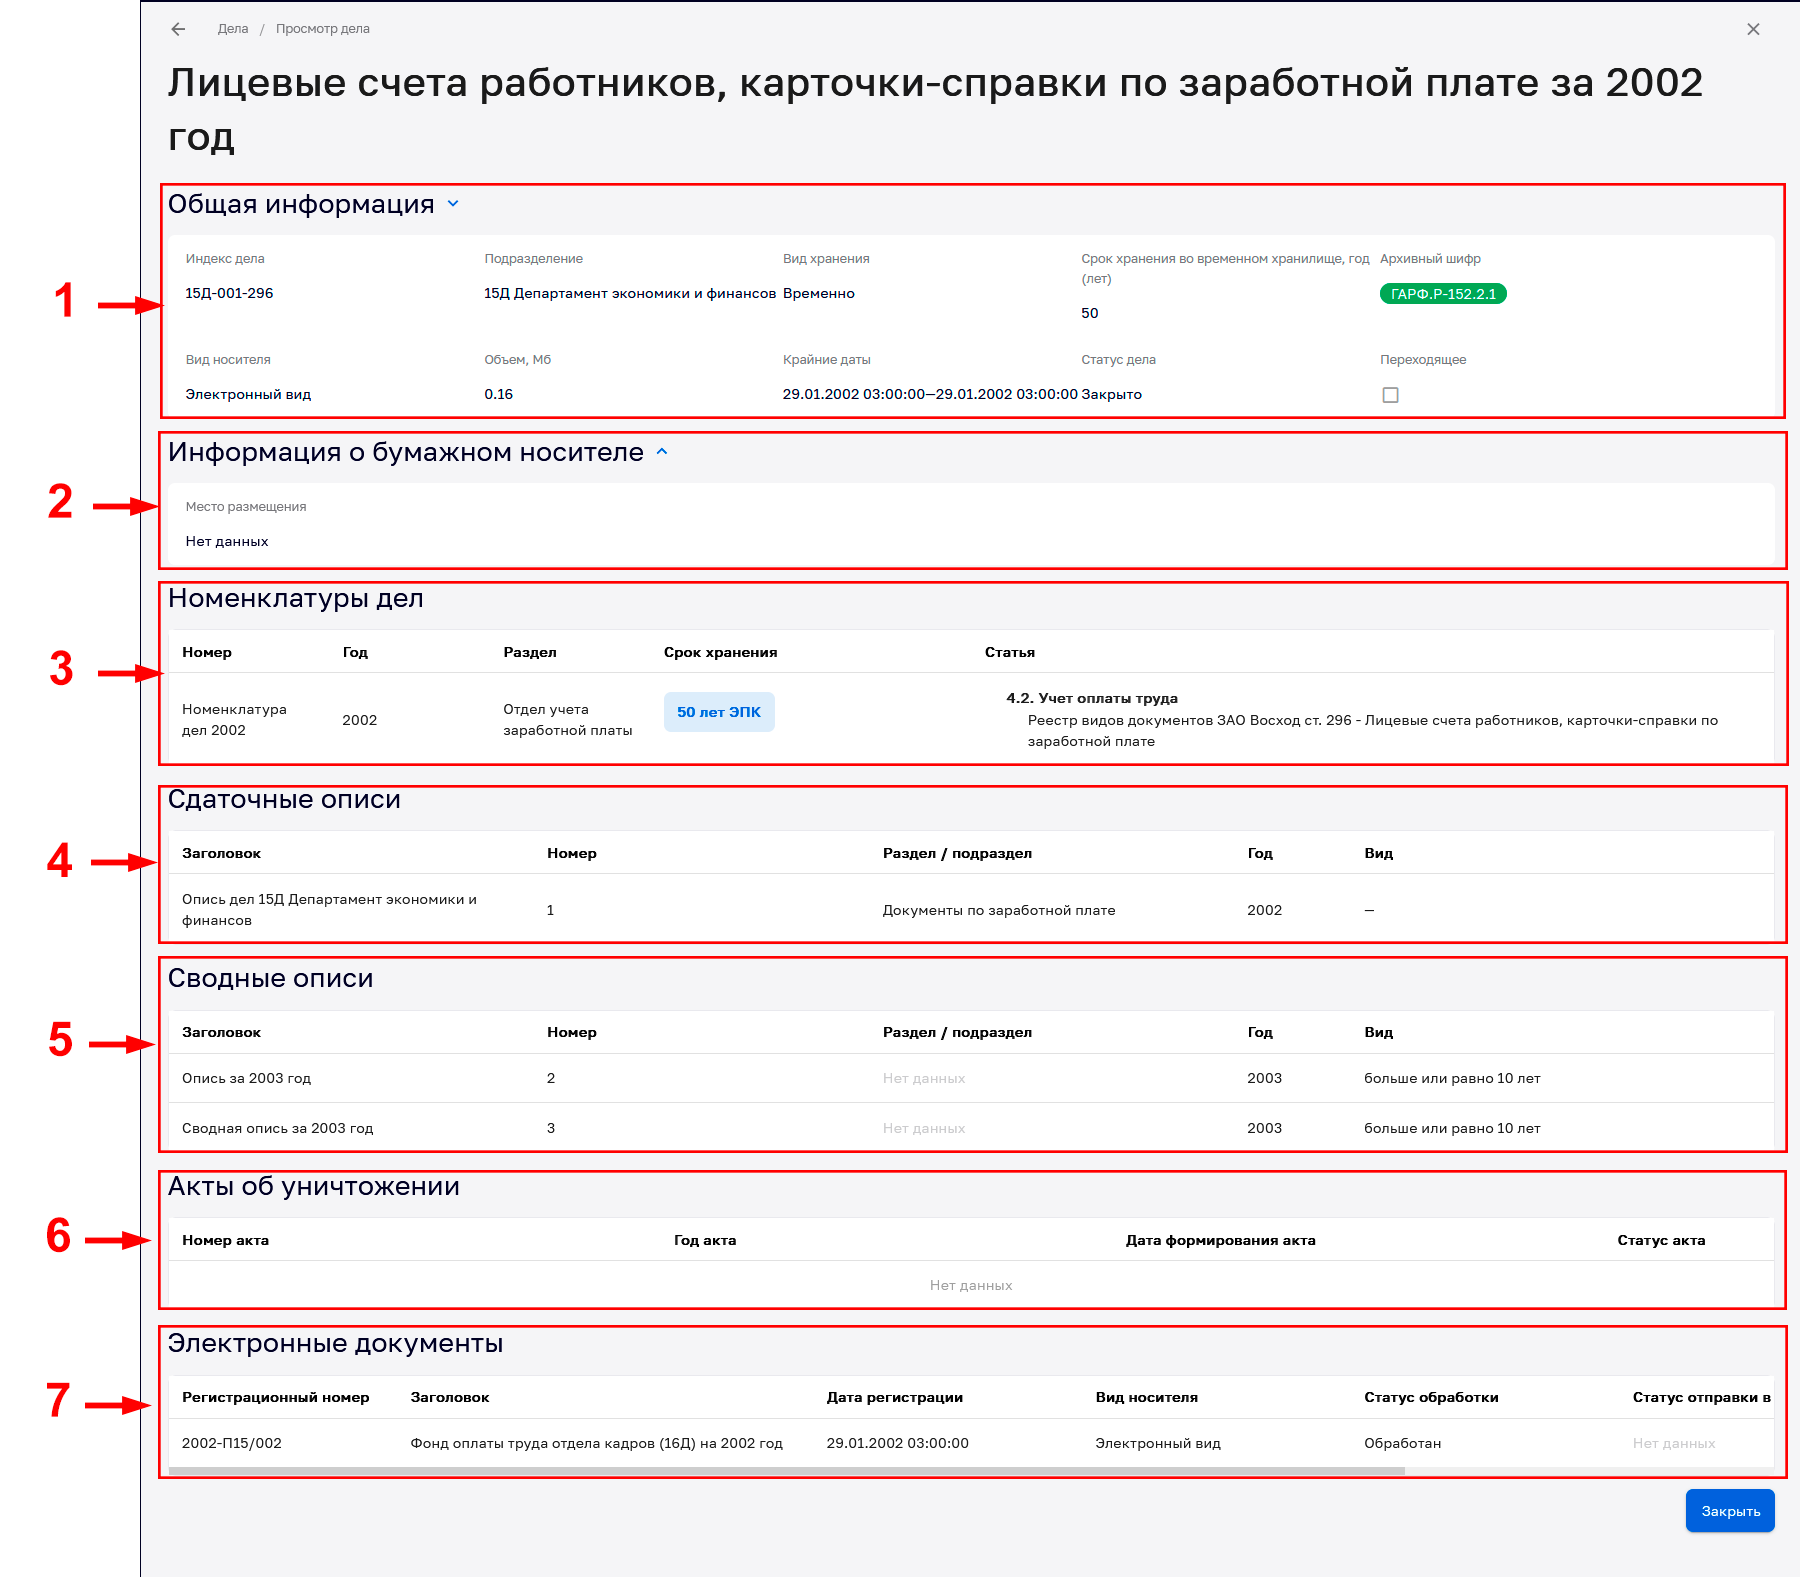 Дела / Просмотр дела
Лицевые счета работников, карточки-справки по заработной плате за 2002
год
Общая информация
Индекс дела Подразделение Вид хранения Срок хранения во временном хранилище, год Архивный шифр
(лет)
15Д-001-296 15Д Департамент экономики и финансов Временно ГАРФ.Р-152.2.1
50
1
Вид носителя Объем, Мб Крайние даты Статус дела Переходящее
Электронный вид 0.16 29.01.2002 03:00:00—29.01.2002 03:00:00 Закрыто
Информация о бумажном носителе
2
Место размещения
Нет данных
Номенклатуры дел
3
Номер Год Раздел Срок хранения Статья
4.2. Учет оплаты труда
Номенклатура Отдел учета 50 лет ЭПК
дел 2002 2002 заработной платы Реестр видов документов ЗАО Восход ст. 296 - Лицевые счета работников, карточки-справки по
заработной плате
Сдаточные описи
4
Заголовок Номер Раздел / подраздел Год Вид
Опись дел 15Д Департамент экономики и
финансов 1 Документы по заработной плате 2002 —
Сводные описи
5
Заголовок Номер Раздел / подраздел Год Вид
Опись за 2003 год 2 Нет данных 2003 больше или равно 10 лет
Сводная опись за 2003 год 3 Нет данных 2003 больше или равно 10 лет
Акты об уничтожении
6
Номер акта Год акта Дата формирования акта Статус акта
Нет данных
Электронные документы
7
Регистрационный номер Заголовок Дата регистрации Вид носителя Статус обработки Статус отправки в
2002-П15/002 Фонд оплаты труда отдела кадров (16Д) на 2002 год 29.01.2002 03:00:00 Электронный вид Обработан Нет данных
Закрыть